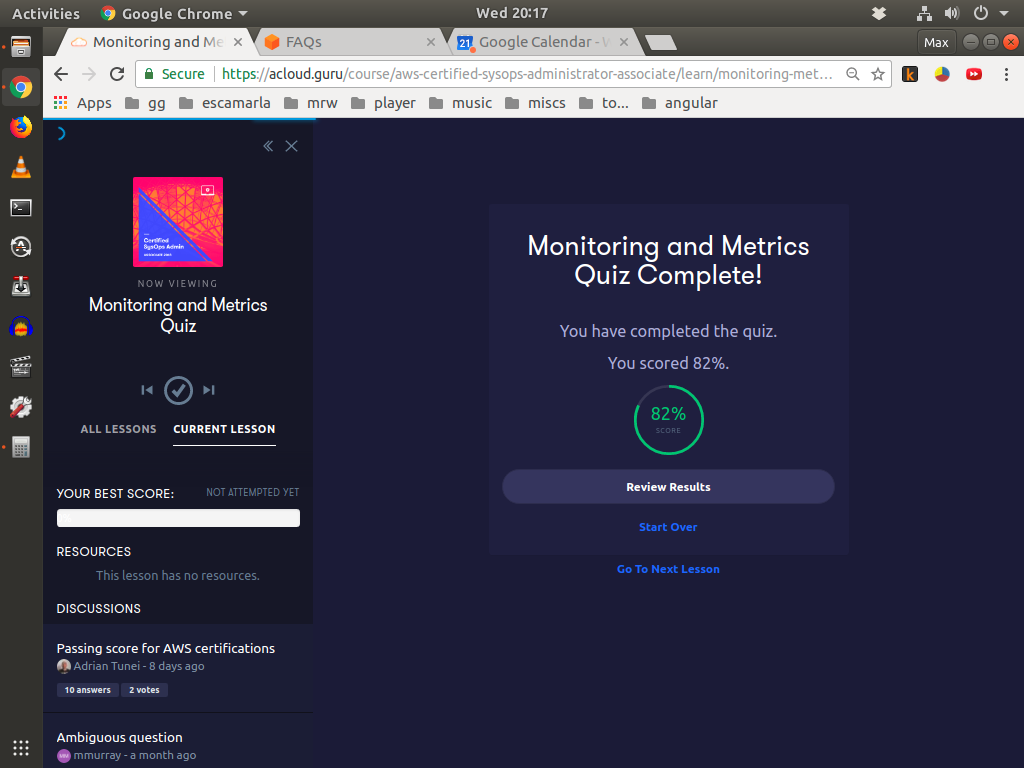 Activities
Google Chrome
Wed 20:17
Monitoring and Me
FAQs
Google Calendar - W
Max
Secure
https://acloud.guru/course/aws-certified-sysops-administrator-associate/learn/monitoring-met...
Apps
gg
escamarla
mrw
player
music
miscs
to...
angular
Certified
SysOps Admin
NOW VIEWING
Monitoring and Metrics
Quiz
ALL LESSONS
CURRENT LESSON
YOUR BEST SCORE:
NOT ATTEMPTED YET
RESOURCES
This lesson has no resources.
DISCUSSIONS
Passing score for AWS certifications
Adrian Tunei - 8 days ago
10 answers
2 votes
Ambiguous question
mmurray - a month ago
Monitoring and Metrics
Quiz Complete!
You have completed the quiz.
You scored 82%.
82%
SCORE
Review Results
Start Over
Go To Next Lesson